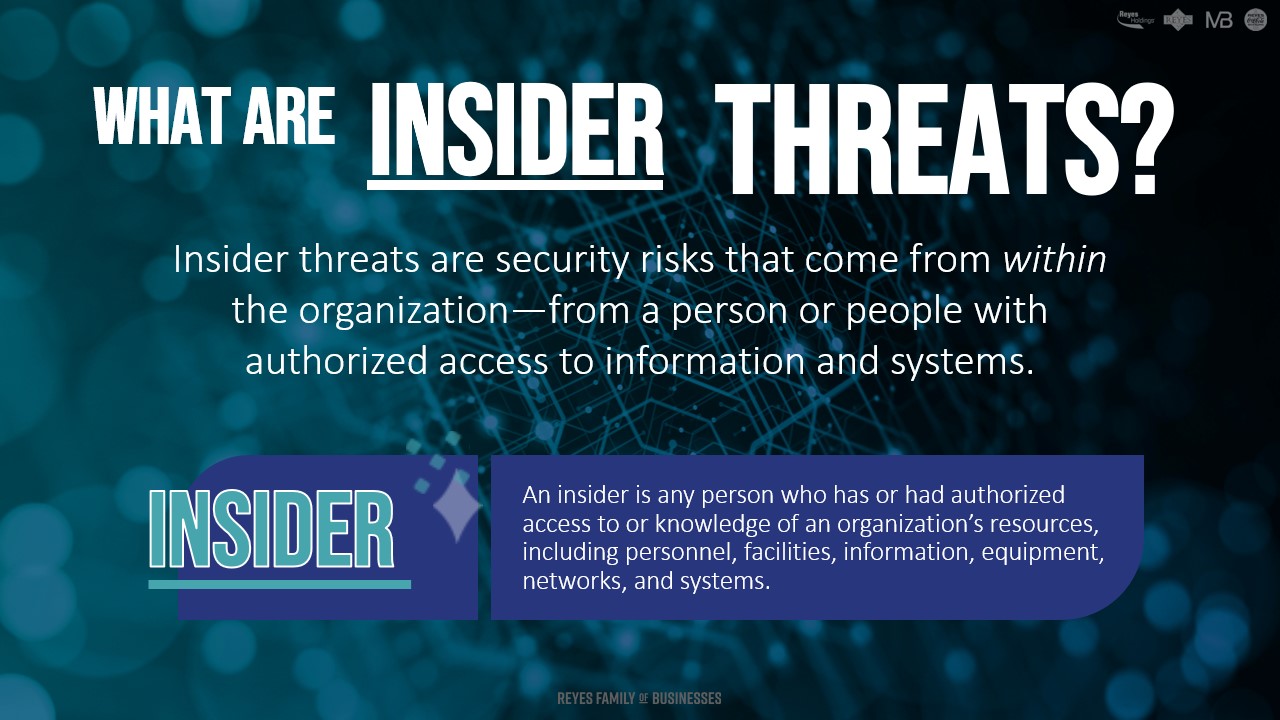 Reyes
Holdings
REYES
MB
WHAT ARE INSIDER THREATS?
Insider threats are security risks that come from within
the organization—from a person or people with
authorized access to information and systems.
INSIDER
An insider is any person who has or had authorized
access to or knowledge of an organization’s resources,
including personnel, facilities, information, equipment,
networks, and systems.
REYES FAMILY OF BUSINESSES